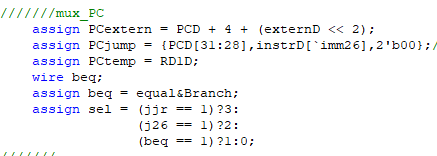 ///////mux_PC
assign PCextern = PCD + 4 + (externD << 2);
assign PCjump = {PCD[31:28],instrD[`imm26],2'b00};/
assign PCtemp = RD1D;
wire beq;
assign beq = equal&Branch;
assign sel = (jjr == 1)?3:
(j26 == 1)?2:
(beq == 1)?1:0;
///////